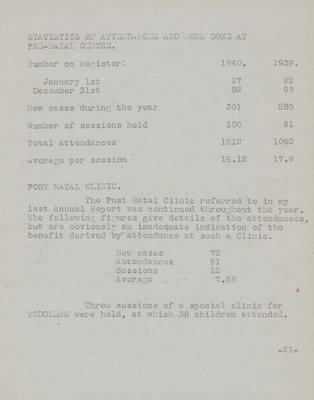 STATISTICS OF ATTENDANCES AND WORK DONE AT
PRE-NATAL CENTRE.
Number on Register: 1940. 1939.
January 1st 97 92
December 31st 82 95
New cases during the year 301 285
Number of sessions held 100 61
Total attendances 1912 1092
Average per session 19.12 17.9
POST NATAL CLINIC.
The Post Natal Clinic referred to in my
last Annual Report was continued throughout the year.
The following figures give details of the attendances,
but are obviously an inadequate indication of the
benefit derived by attendance at such a Clinic.
New cases 72
Attendances 91
Sessions 12
Average 7.58
Three sessions of a special clinic for
TODDLERS were held, at which 38 children attended.
-21-